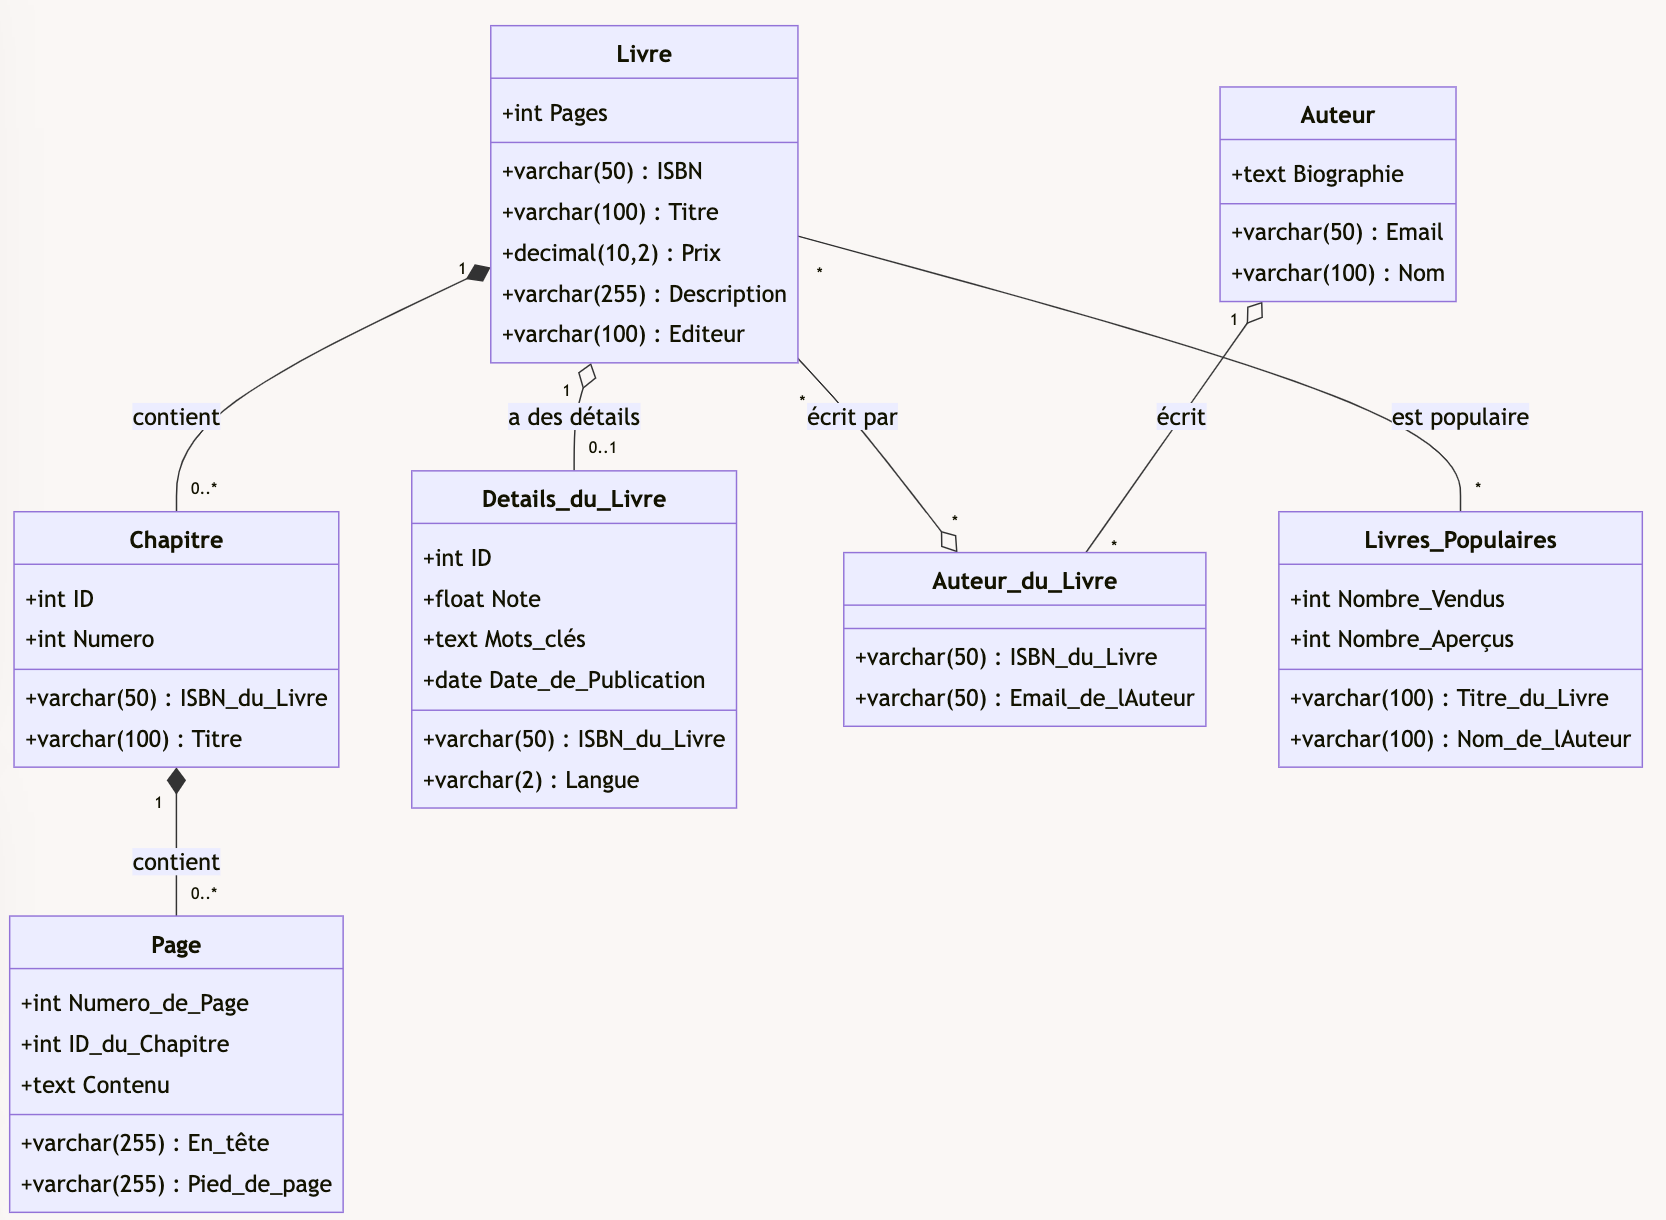 Livre
+int Pages
+varchar(50) : ISBN
+varchar(100) : Titre
+decimal(10,2) : Prix
+varchar(255) : Description
+varchar(100) : Editeur
Auteur
+text Biographie
+varchar(50) : Email
+varchar(100) : Nom
1
*
1
1
*
contient
a des détails
écrit par
écrit
est populaire
0..1
0..*
*
*
*
Chapitre
+int ID
+int Numero
+varchar(50) : ISBN_du_Livre
+varchar(100) : Titre
Details_du_Livre
+int ID
+float Note
+text Mots_clés
+date Date_de_Publication
+varchar(50) : ISBN_du_Livre
+varchar(2) : Langue
Auteur_du_Livre
+varchar(50) : ISBN_du_Livre
+varchar(50) : Email_de_lAuteur
Livres_Populaires
+int Nombre_Vendus
+int Nombre_Aperçus
+varchar(100) : Titre_du_Livre
+varchar(100) : Nom_de_lAuteur
1
contient
0..*
Page
+int Numero_de_Page
+int ID_du_Chapitre
+text Contenu
+varchar(255) : En_tête
+varchar(255) : Pied_de_page